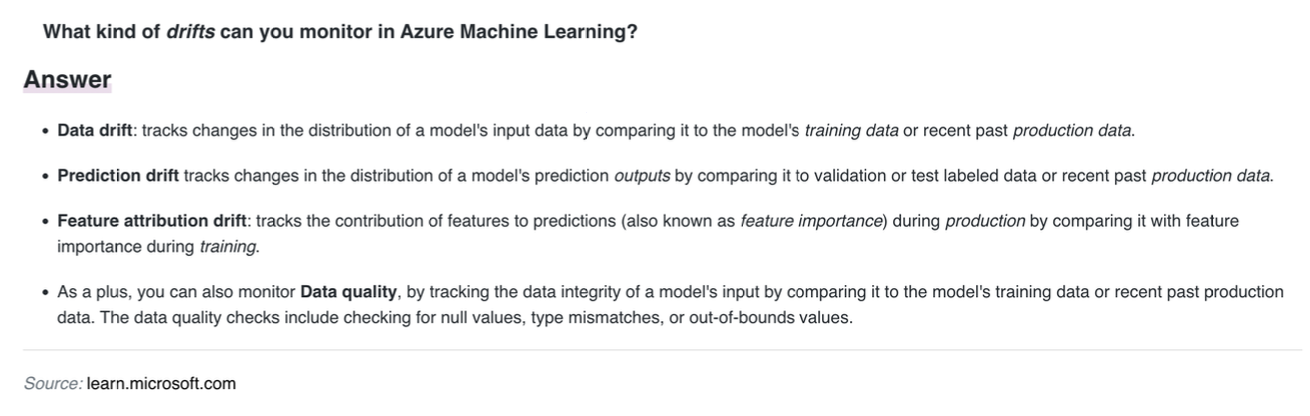 What kind of drifts can you monitor in Azure Machine Learning?
Answer
• Data drift: tracks changes in the distribution of a model's input data by comparing it to the model's training data or recent past production data.
• Prediction drift tracks changes in the distribution of a model's prediction outputs by comparing it to validation or test labeled data or recent past production data.
• Feature attribution drift: tracks the contribution of features to predictions (also known as feature importance) during production by comparing it with feature
importance during training.
• As a plus, you can also monitor Data quality, by tracking the data integrity of a model's input by comparing it to the model's training data or recent past production
data. The data quality checks include checking for null values, type mismatches, or out-of-bounds values.
Source: learn.microsoft.com